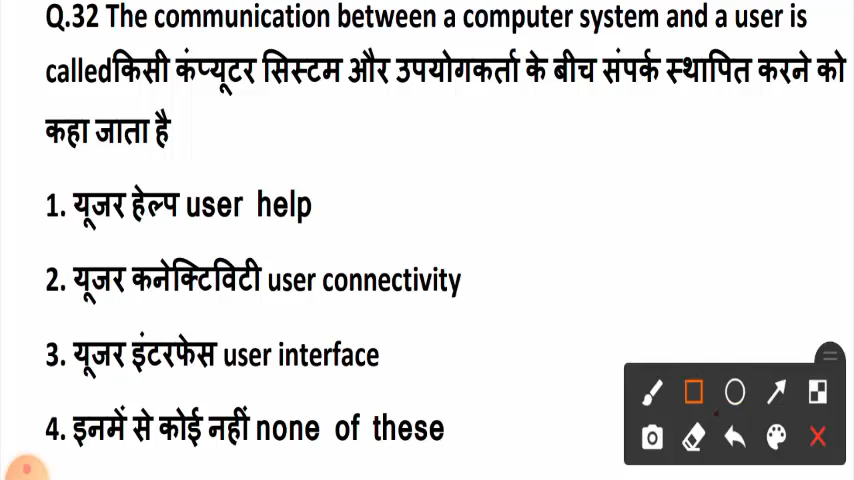 Q.32 The communication between a computer system and a user is
calledकिसी कंप्यूटर सिस्टम और उपयोगकर्ता के बीच संपर्क स्थापित करने को
कहा जाता है
1. यूजर हेल्प user help
2. यूजर कनेक्टिविटी user connectivity
3. यूजर इंटरफेस user interface
4. इनमें से कोई नहीं none of these